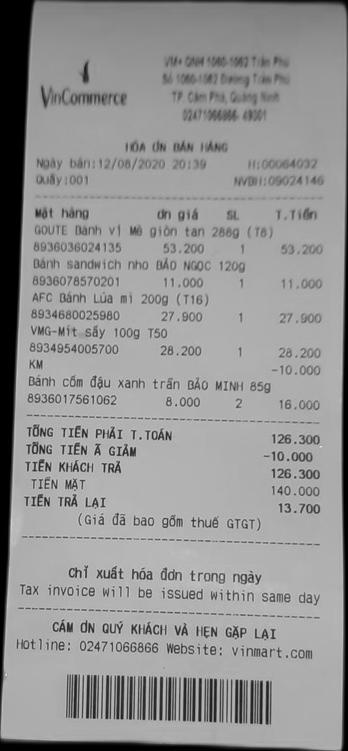 VinCommerce
VM+ QNH 1060-1062 Trần Phú
Số 1060-1062 Đường Trần Phú
TP. Cẩm Phả, Quảng Ninh
02471066866- 49001
HÓA ĐƠN BÁN HÀNG
Ngày bán:12/08/2020 20:39 H:00064032
Quầy:001 NVBH:09024146
Mặt hàng đn giá SL T.Tiền
GOUTE Bánh vị Mè giòn tan 288g (T8)
8936036024135 53.200 1 53.200
Bánh sandwich nho BẢO NGỌC 120g
8936078570201 11.000 1 11.000
AFC Bánh Lúa mì 200g (T16)
8934680025980 27.900 1 27.900
VMG-Mít sấy 100g T50
8934954005700 28.200 1 28.200
KM -10.000
Bánh cốm đậu xanh trần BẢO MINH 85g
8936017561062 8.000 2 16.000
TỔNG TIỀN PHẢI T.TOÁN 126.300
TỔNG TIỀN Ã GIẢM -10.000
TIỀN KHÁCH TRẢ 126.300
TIỀN MẶT 140.000
TIỀN TRẢ LẠI 13.700
(Giá đã bao gồm thuế GTGT)
Chỉ xuất hóa đơn trong ngày
Tax invoice will be issued within same day
CÁM ƠN QUÝ KHÁCH VÀ HẸN GẶP LẠI
Hotline: 02471066866 Website: vinmart.com